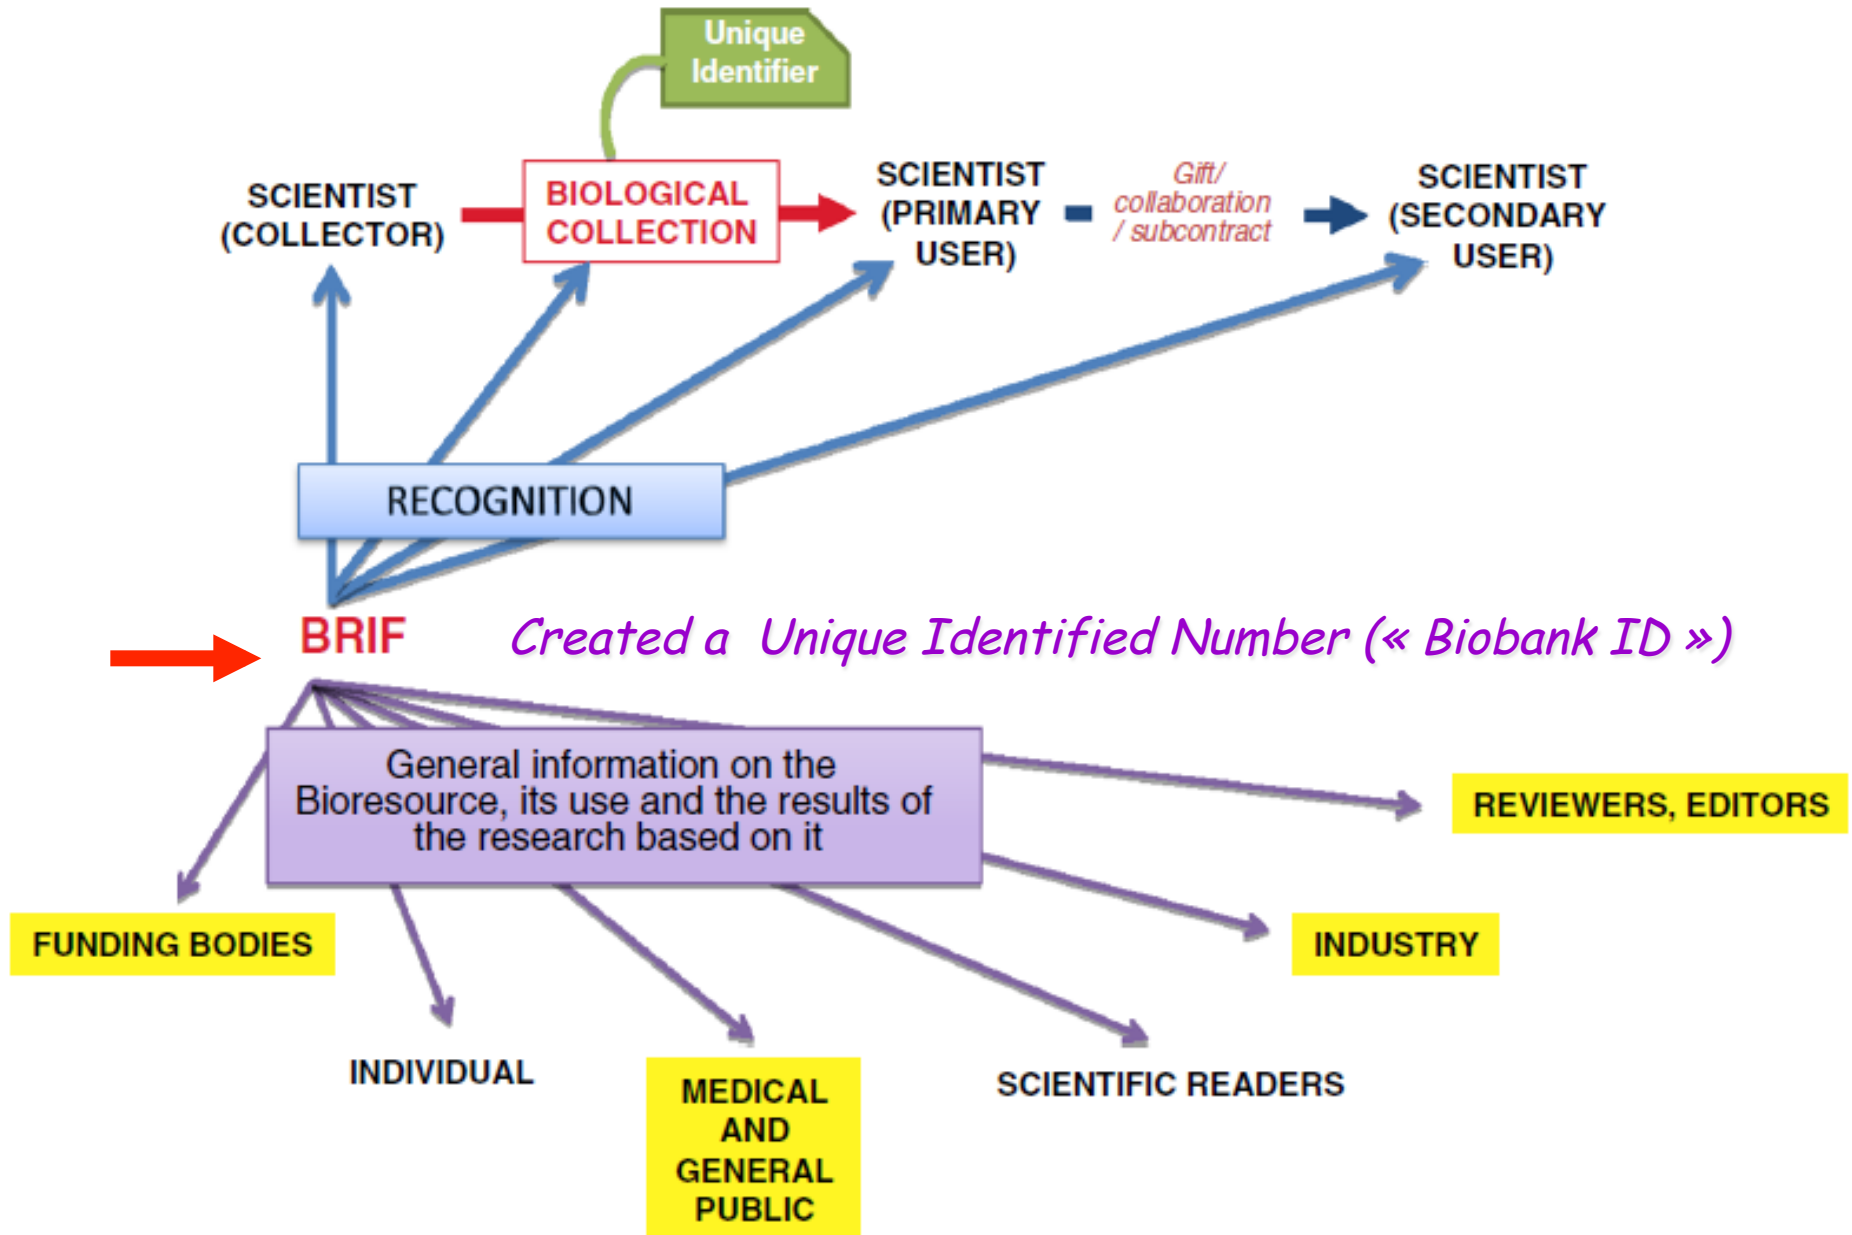 Unique
Identifier
SCIENTIST
(COLLECTOR)
BIOLOGICAL
COLLECTION
SCIENTIST
(PRIMARY
USER)
Gift/
collaboration
/ subcontract
SCIENTIST
(SECONDARY
USER)
RECOGNITION
BRIF
Created a Unique Identified Number (« Biobank ID »)
General information on the
Bioresource, its use and the results of
the research based on it
REVIEWERS, EDITORS
FUNDING BODIES
INDUSTRY
INDIVIDUAL
MEDICAL
AND
GENERAL
PUBLIC
SCIENTIFIC READERS